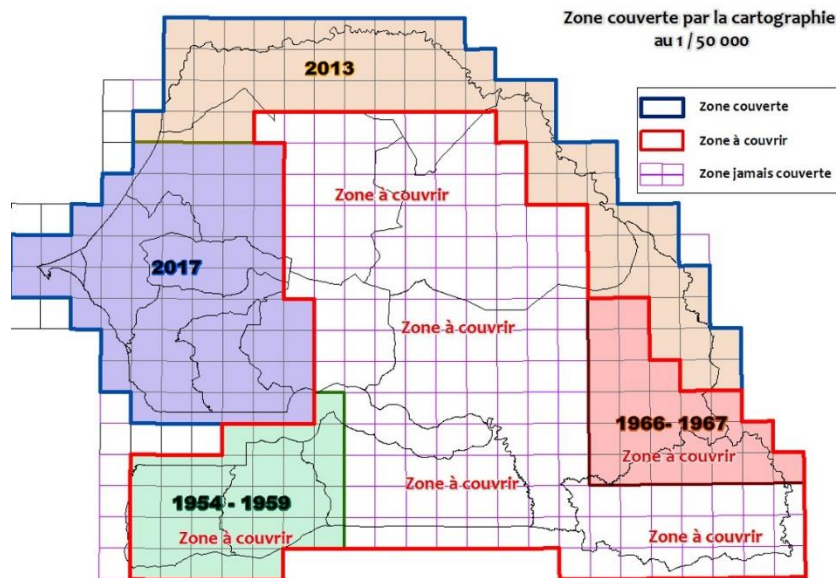 Zone couverte par la cartographie
au 1 / 50 000
2013
Zone couverte
Zone à couvrir
Zone jamais couverte
Zone à couvrir
2017
Zone à couvrir
1966- 1967
Zone à couvrir
Zone à couvrir
1954 - 1959
Zone à couvrir
Zone à couvrir